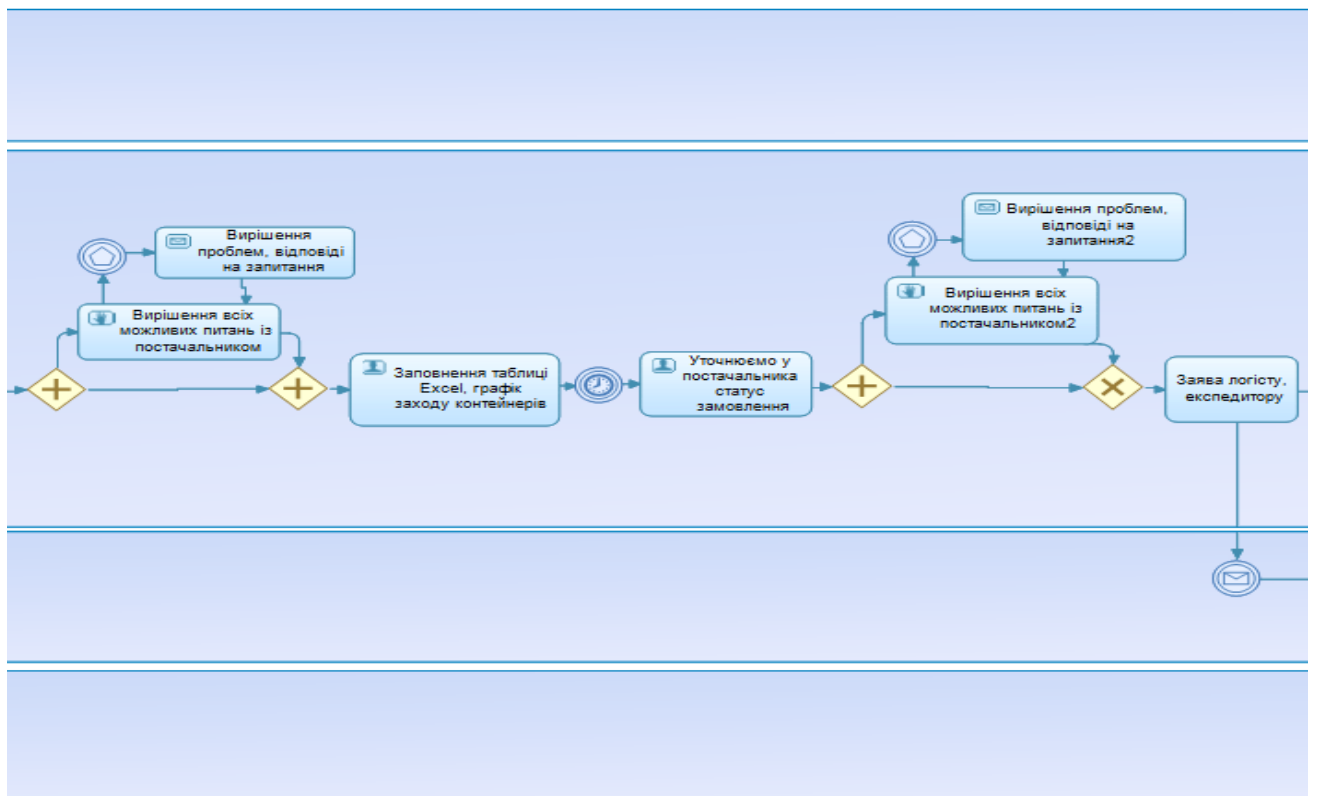 Вирішення
проблем, відповіді
на запитання
Вирішення всіх
можливих питань із
постачальником
Заповнення таблиці
Excel, графік
заходу контейнерів
Уточнюємо у
постачальника
статус
замовлення
Вирішення проблем,
відповіді на
запитання2
Вирішення всіх
можливих питань із
постачальником2
Заява логісту,
експедитору